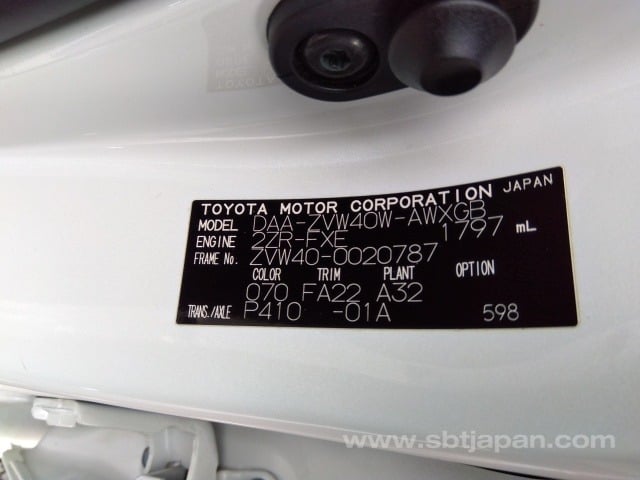 TOYOTA MOTOR CORPORATION JAPAN
MODEL DAA-ZVW40W-AWXGB
ENGINE 2ZR-FXE 1797 mL
FRAME No. ZVW40-0020787
COLOR TRIM PLANT OPTION
070 FA22 A32
TRANS./AXLE P410 -01A 598
www.sbtjapan.com